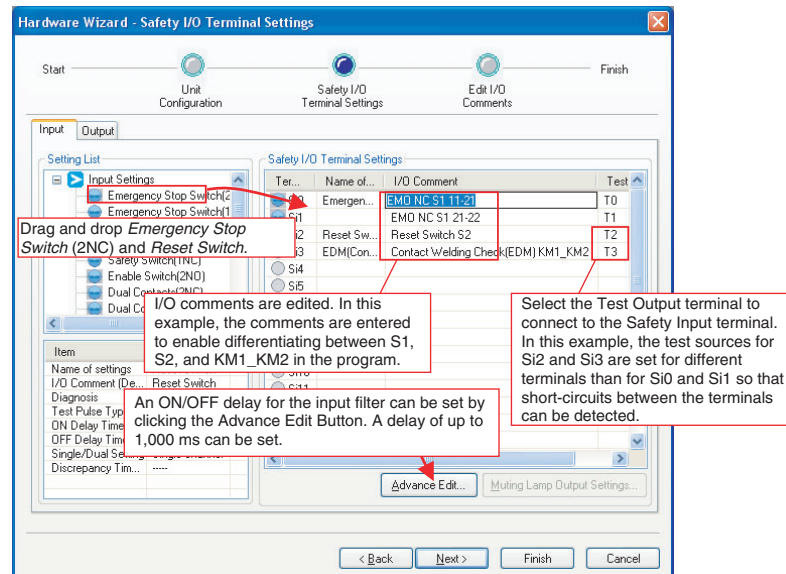 Hardware Wizard - Safety I/O Terminal Settings
Start
Unit
Configuration
Safety I/O
Terminal Settings
Edit I/O
Comments
Finish
Input
Output
Setting List
Input Settings
Emergency Stop Switch(2
Emergency Stop Switch(1
Drag and drop Emergency Stop
Switch (2NC) and Reset Switch.
Safety Switch(1NC)
Enable Switch(2NO)
Dual Contacts(2NC)
Dual Co
Safety I/O Terminal Settings
Ter... Name of... I/O Comment Test
Si0 Emergen... EMO NC S1 11-21 T0
Si1 EMO NC S1 21-22 T1
Si2 Reset Sw... Reset Switch S2 T2
Si3 EDM(Con... Contact Welding Check(EDM) KM1_KM2 T3
Si4
Si5
I/O comments are edited. In this
example, the comments are entered
to enable differentiating between S1,
S2, and KM1_KM2 in the program.
Select the Test Output terminal to
connect to the Safety Input terminal.
In this example, the test sources for
Si2 and Si3 are set for different
terminals than for Si0 and Si1 so that
short-circuits between the terminals
can be detected.
Item
Name of settings
I/O Comment (De... Reset Switch
Diagnosis
Test Pulse Typ
ON Delay Time
OFF Delay Tim
Single/Dual Setting Single Channel
Discrepancy Tim... -----
An ON/OFF delay for the input filter can be set by
clicking the Advance Edit Button. A delay of up to
1,000 ms can be set.
Advance Edit...
Muting Lamp Output Settings...
< Back
Next >
Finish
Cancel